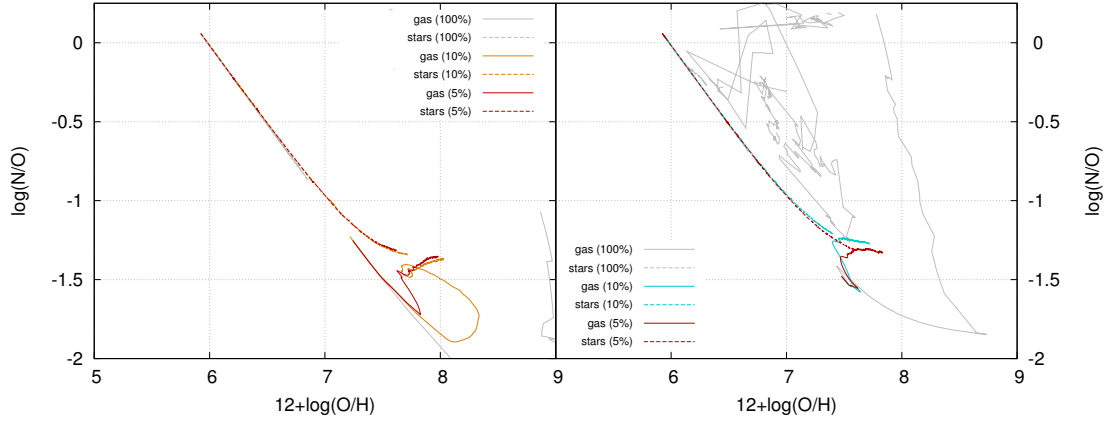 gas (100%)
stars (100%)
gas (10%)
stars (10%)
gas (5%)
stars (5%)
0
-0.5
-1
-1.5
-2
log(N/O)
5
6
7
8
12+log(O/H)
gas (100%)
stars (100%)
gas (10%)
stars (10%)
gas (5%)
stars (5%)
0
-0.5
-1
-1.5
-2
log(N/O)
6
7
8
9
12+log(O/H)